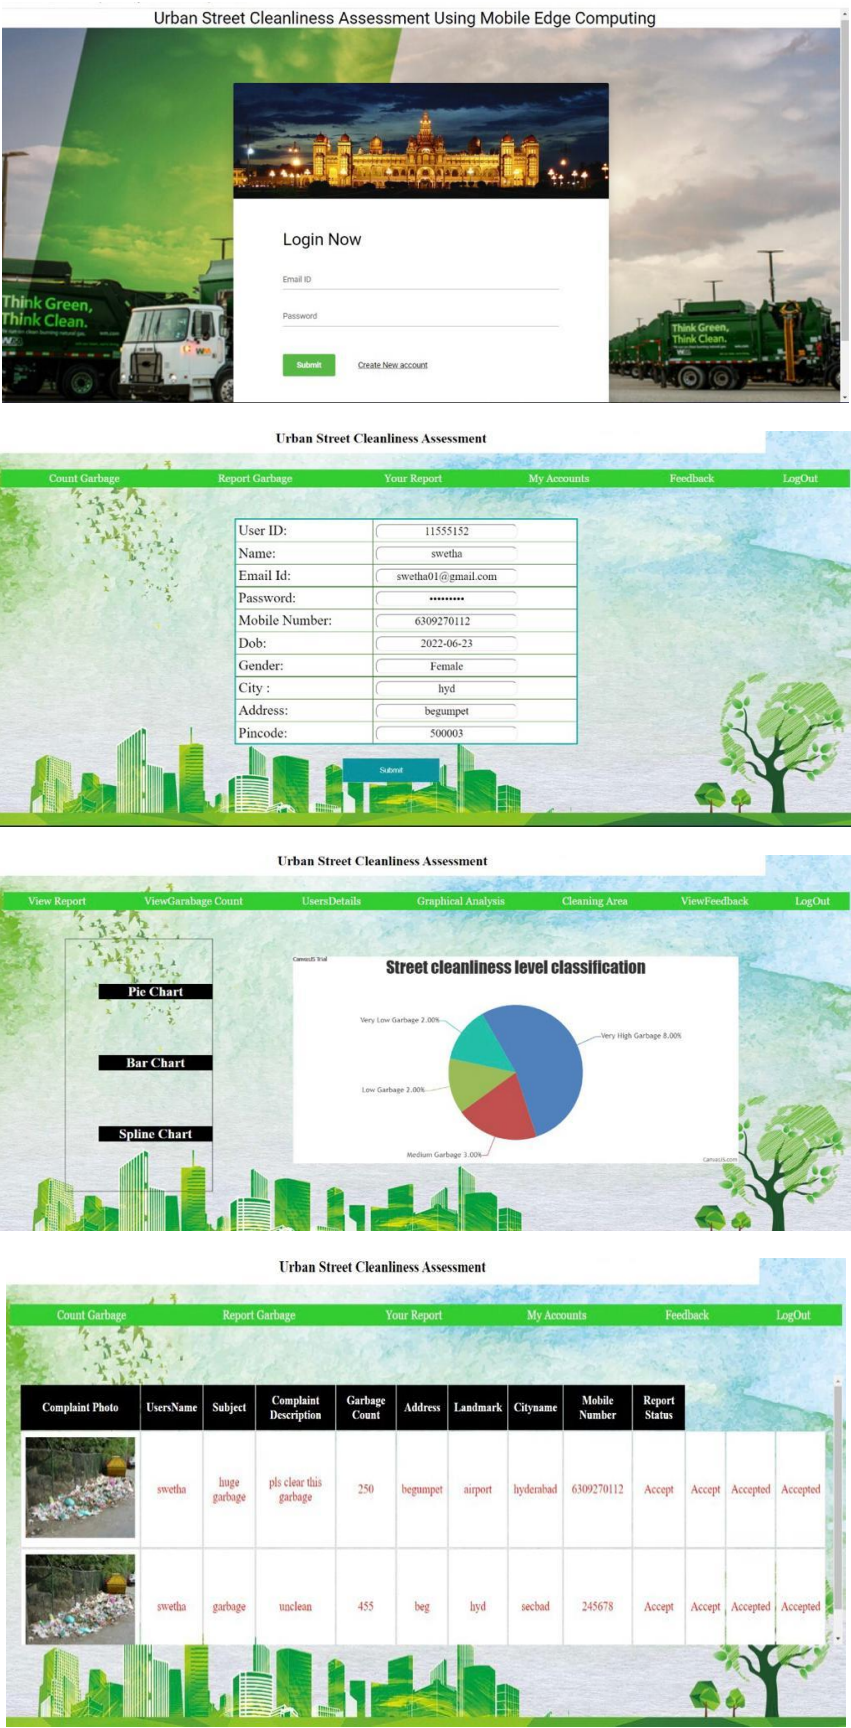 Urban Street Cleanliness Assessment Using Mobile Edge Computing
Think Green,
Think Clean.
Think Green,
Think Clean.
Login Now
Email ID
Password
Submit Create New account
Urban Street Cleanliness Assessment
Count Garbage Report Garbage Your Report My Accounts Feedback LogOut
User ID: 11555152
Name: swetha
Email Id: swetha01@gmail.com
Password: •••••••••
Mobile Number: 6309270112
Dob: 2022-06-23
Gender: Female
City : hyd
Address: begumpet
Pincode: 500003
Submit
Urban Street Cleanliness Assessment
View Report ViewGarabage Count UsersDetails Graphical Analysis Cleaning Area ViewFeedback LogOut
Pie Chart
Bar Chart
Spline Chart
CanvasJS Trial
Street cleanliness level classification
Very Low Garbage 2.00%
Very High Garbage 8.00%
Low Garbage 2.00%
Medium Garbage 3.00%
CanvasJS.com
Urban Street Cleanliness Assessment
Count Garbage Report Garbage Your Report My Accounts Feedback LogOut
Complaint Photo UsersName Subject Complaint Description Garbage Count Address Landmark Cityname Mobile Number Report Status
swetha huge garbage pls clear this garbage 250 begumpet airport hyderabad 6309270112 Accept Accept Accepted Accepted
swetha garbage unclean 455 beg hyd secbad 245678 Accept Accept Accepted Accepted